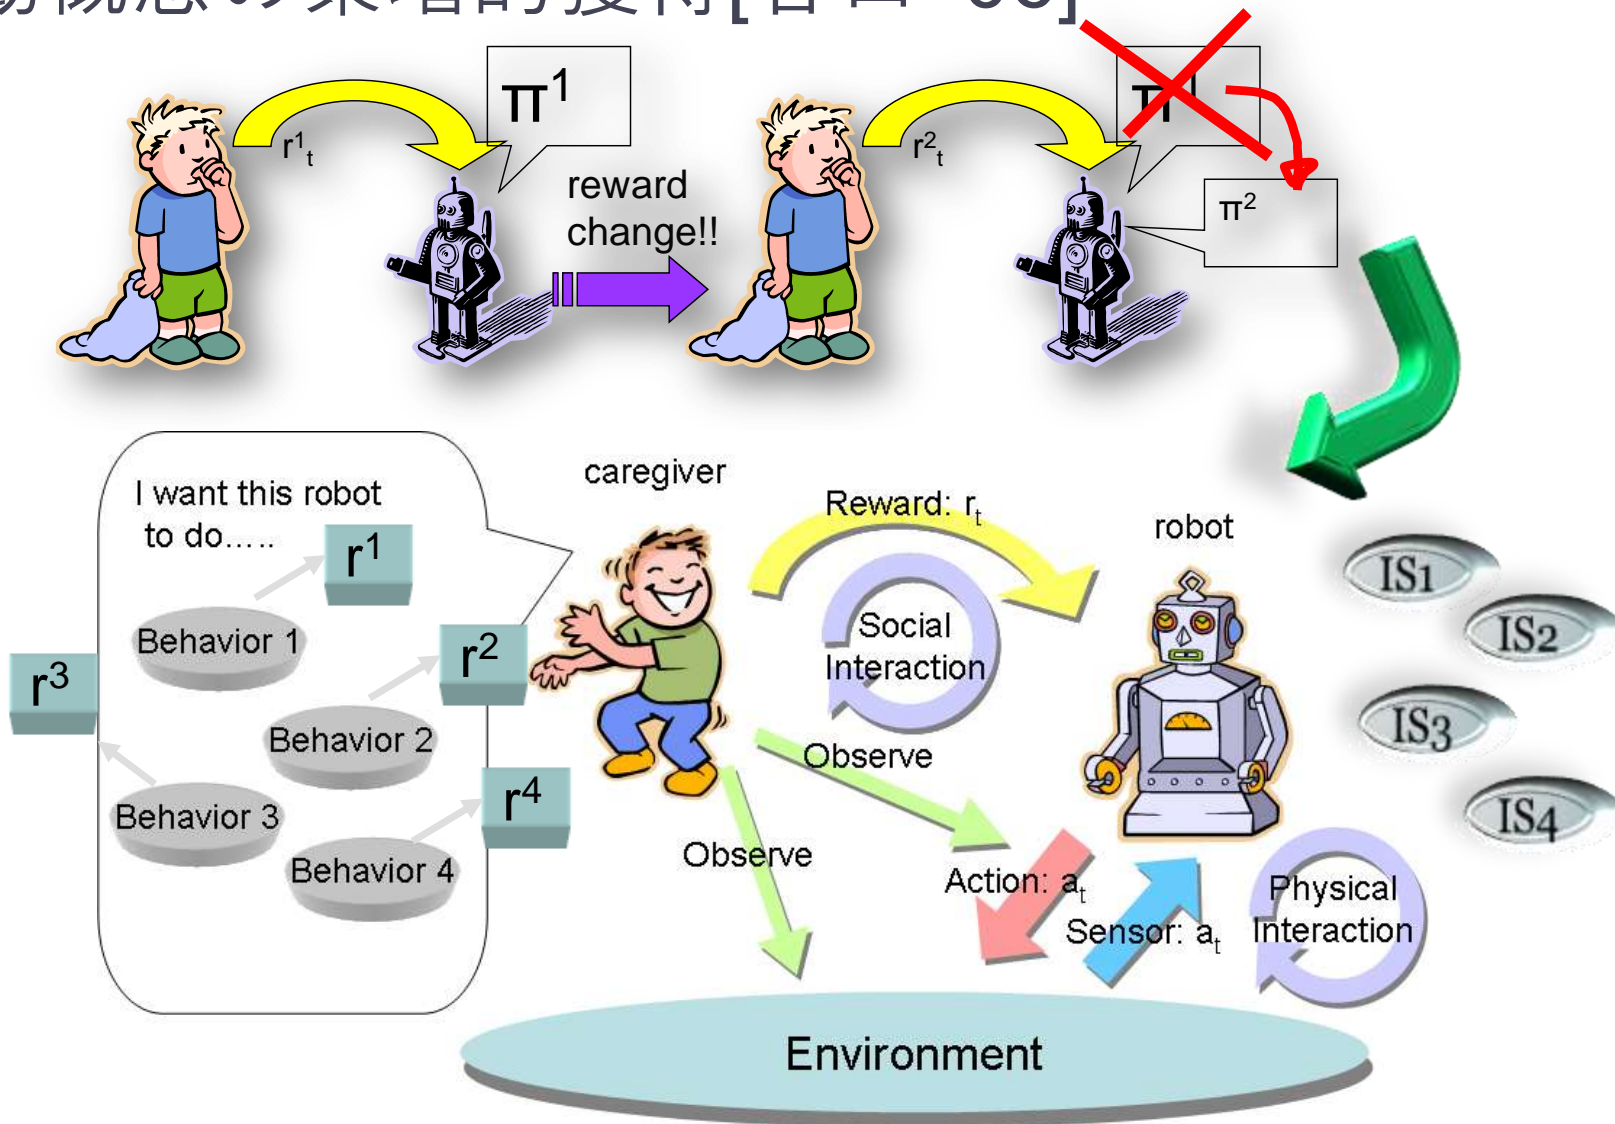 π¹
r¹ₜ
reward
change!!
r²ₜ
π¹
π²
I want this robot
to do…..
r¹
Behavior 1
r²
r³
Behavior 2
Behavior 3
r⁴
Behavior 4
caregiver
Reward: rₜ
robot
Social
Interaction
Observe
Observe
Action: aₜ
Sensor: aₜ
Physical
Interaction
IS1
IS2
IS3
IS4
Environment